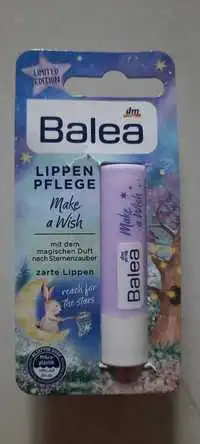 LIMITED
EDITION
dm
Balea
LIPPEN
PFLEGE
Make
a Wish
mit dem
magischen Duft
nach Sternenzauber
zarte Lippen
reach for
the stars
Make
a Wish
dm
Balea